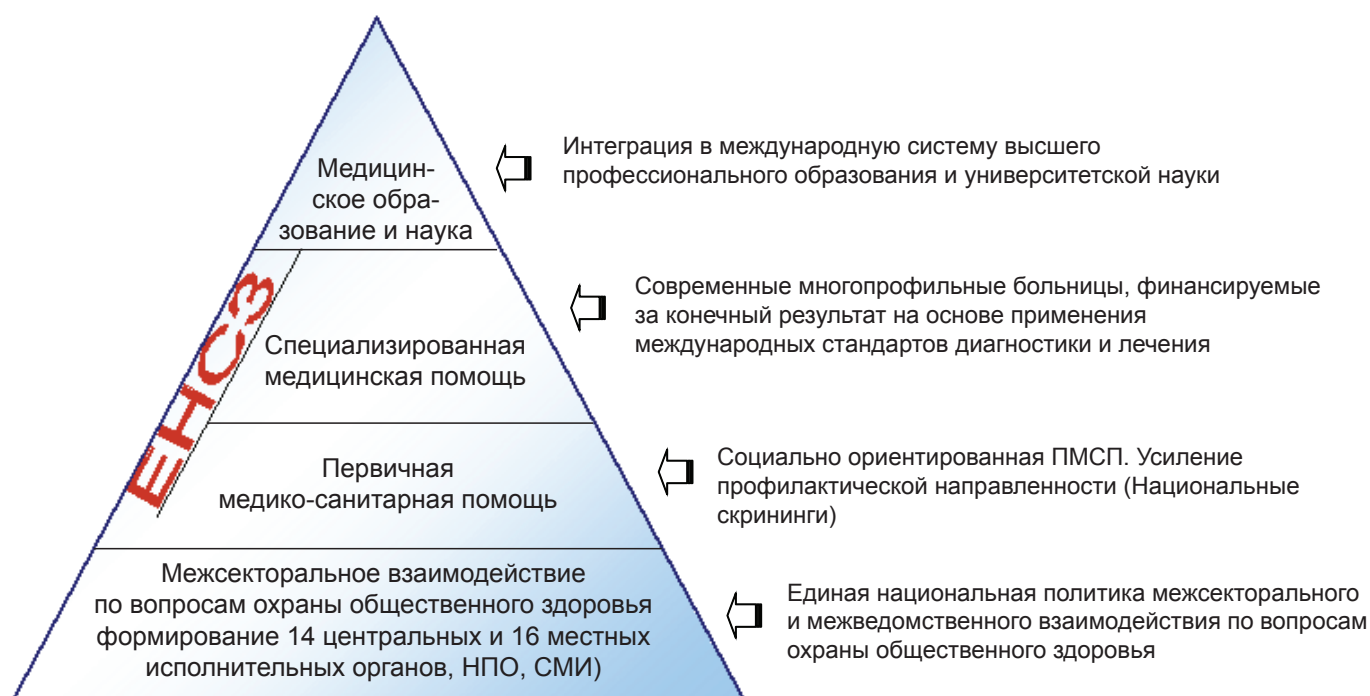 Медицин-
ское обра-
зование и наука
Интеграция в международную систему высшего
профессионального образования и университетской науки
ЕНСЗ
Специализированная
медицинская помощь
Современные многопрофильные больницы, финансируемые
за конечный результат на основе применения
международных стандартов диагностики и лечения
Первичная
медико-санитарная помощь
Социально ориентированная ПМСП. Усиление
профилактической направленности (Национальные
скрининги)
Межсекторальное взаимодействие
по вопросам охраны общественного здоровья
формирование 14 центральных и 16 местных
исполнительных органов, НПО, СМИ)
Единая национальная политика межсекторального
и межведомственного взаимодействия по вопросам
охраны общественного здоровья